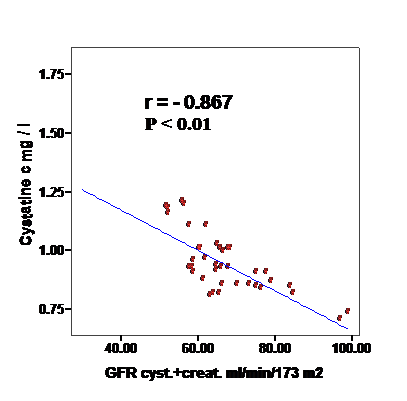 r = - 0.867
P < 0.01
Cystatine c mg / l
1.75
1.50
1.25
1.00
0.75
40.00 60.00 80.00 100.00
GFR cyst.+creat. ml/min/173 m2